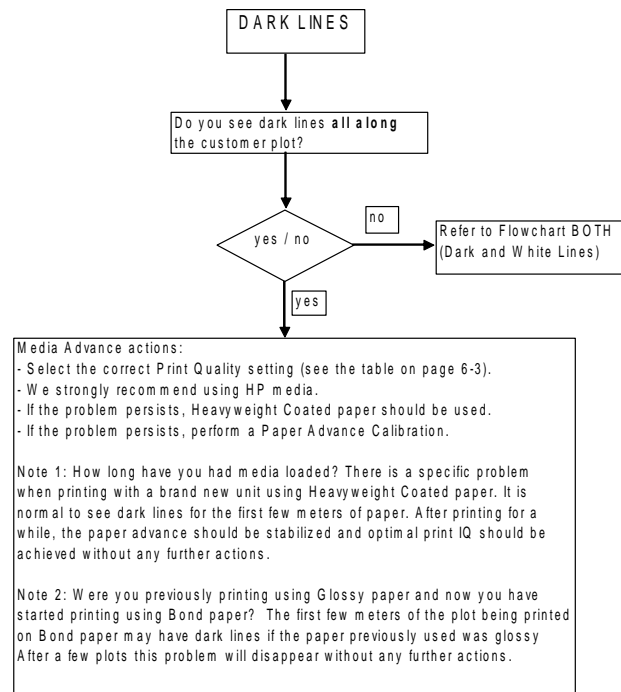 DARK LINES
Do you see dark lines all along
the customer plot?
yes / no
no
Refer to Flowchart BOTH
(Dark and White Lines)
yes
Media Advance actions:
- Select the correct Print Quality setting (see the table on page 6-3).
- We strongly recommend using HP media.
- If the problem persists, Heavyweight Coated paper should be used.
- If the problem persists, perform a Paper Advance Calibration.
Note 1: How long have you had media loaded? There is a specific problem
when printing with a brand new unit using Heavyweight Coated paper. It is
normal to see dark lines for the first few meters of paper. After printing for a
while, the paper advance should be stabilized and optimal print IQ should be
achieved without any further actions.
Note 2: Were you previously printing using Glossy paper and now you have
started printing using Bond paper? The first few meters of the plot being printed
on Bond paper may have dark lines if the paper previously used was glossy
After a few plots this problem will disappear without any further actions.